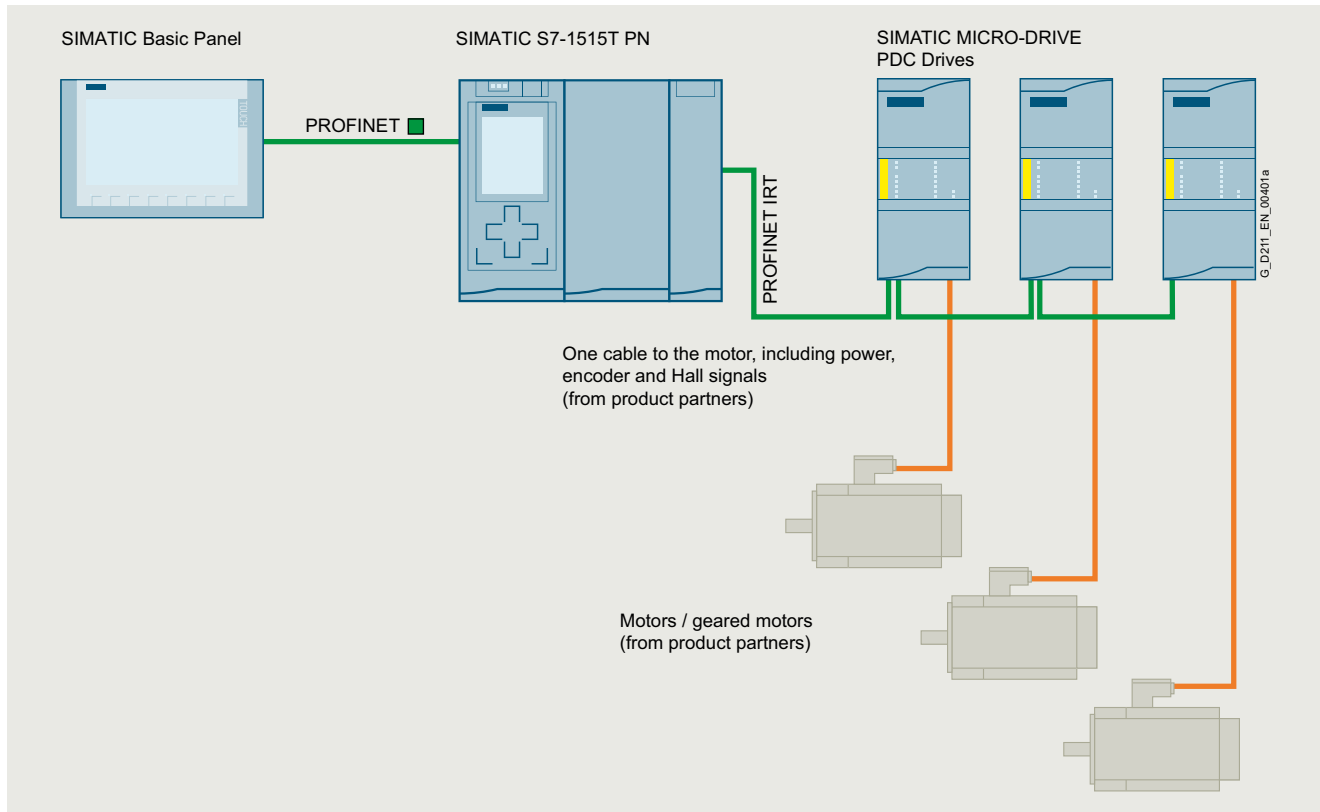 SIMATIC Basic Panel
SIMATIC S7-1515T PN
SIMATIC MICRO-DRIVE
PDC Drives
TOUCH
PROFINET
PROFINET IRT
G_D211_EN_00401a
One cable to the motor, including power,
encoder and Hall signals
(from product partners)
Motors / geared motors
(from product partners)